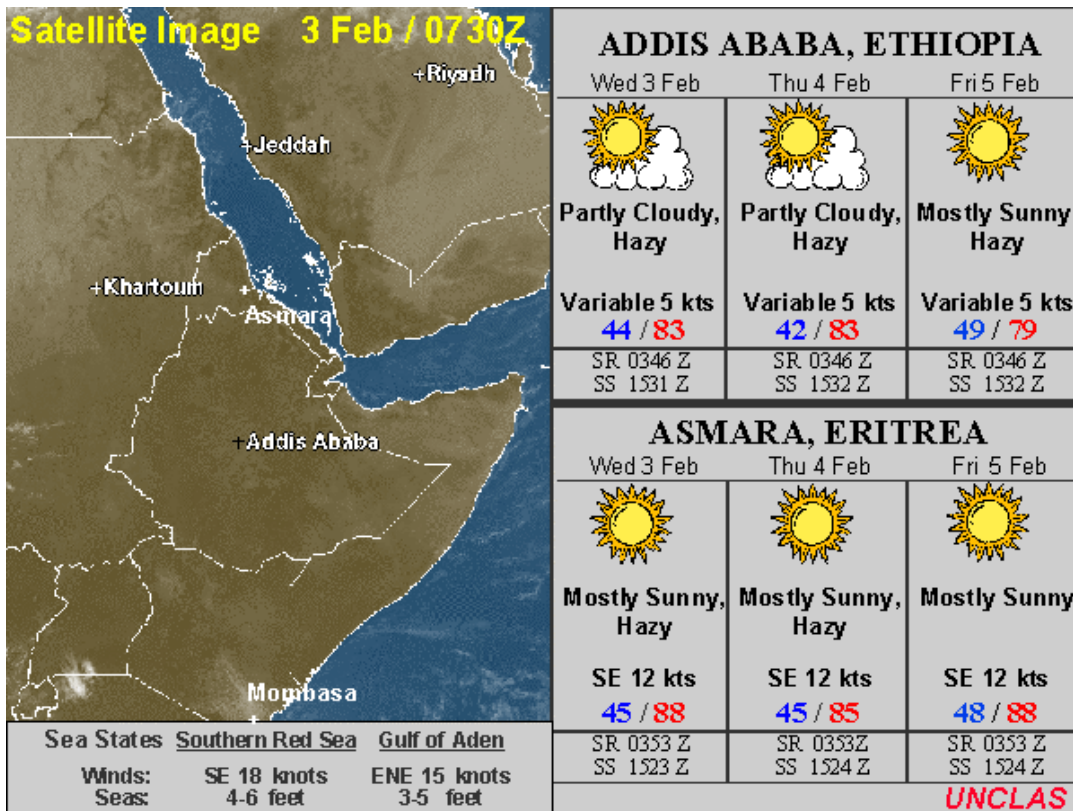 Satellite Image 3 Feb / 0730Z
+Riyadh
+Jeddah
+Khartoum
+
Asmara
+Addis Ababa
Mombasa
+
Sea States Southern Red Sea Gulf of Aden
Winds: SE 18 knots ENE 15 knots
Seas: 4-6 feet 3-5 feet
ADDIS ABABA, ETHIOPIA
Wed 3 Feb Thu 4 Feb Fri 5 Feb
Partly Cloudy, Partly Cloudy, Mostly Sunny
Hazy Hazy Hazy
Variable 5 kts Variable 5 kts Variable 5 kts
44 / 83 42 / 83 49 / 79
SR 0346 Z SR 0346 Z SR 0346 Z
SS 1531 Z SS 1532 Z SS 1532 Z
ASMARA, ERITREA
Wed 3 Feb Thu 4 Feb Fri 5 Feb
Mostly Sunny, Mostly Sunny, Mostly Sunny
Hazy Hazy
SE 12 kts SE 12 kts SE 12 kts
45 / 88 45 / 85 48 / 88
SR 0353 Z SR 0353Z SR 0353 Z
SS 1523 Z SS 1524 Z SS 1524 Z
UNCLAS